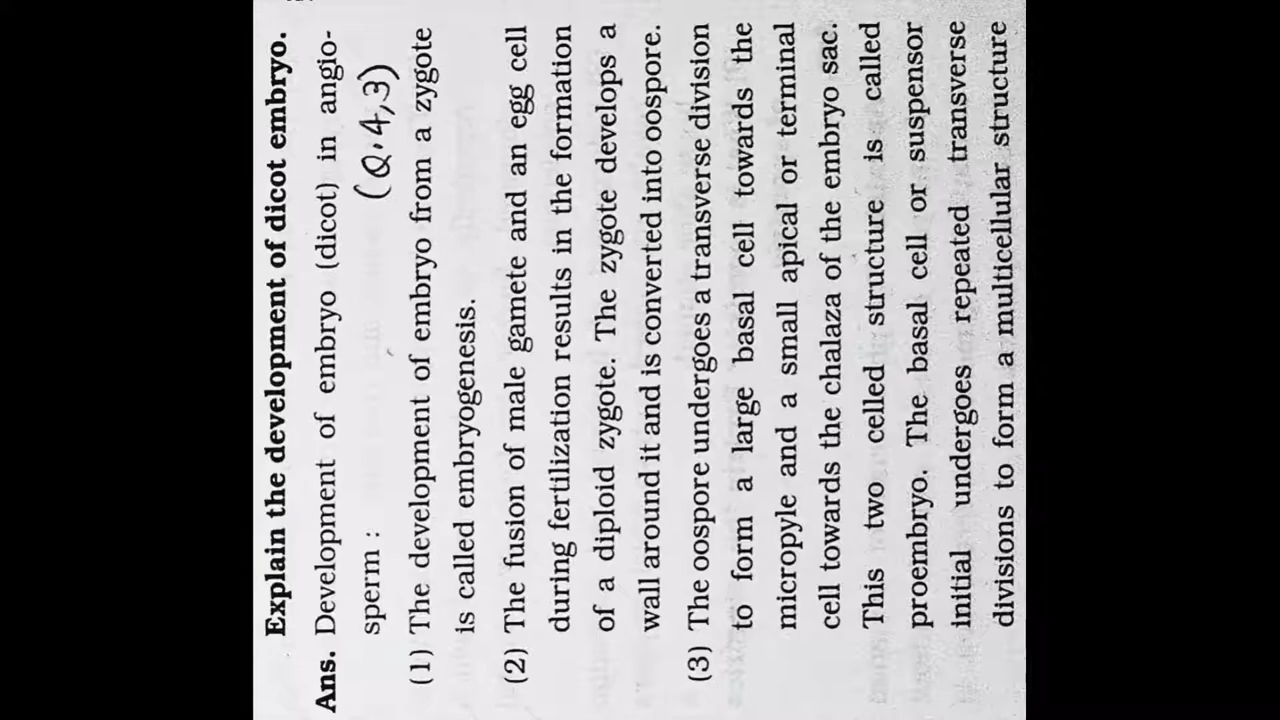 Explain the development of dicot embryo.
Ans. Development of embryo (dicot) in angio-
sperm : (Q.4,3)
(1) The development of embryo from a zygote
is called embryogenesis.
(2) The fusion of male gamete and an egg cell
during fertilization results in the formation
of a diploid zygote. The zygote develops a
wall around it and is converted into oospore.
(3) The oospore undergoes a transverse division
to form a large basal cell towards the
micropyle and a small apical or terminal
cell towards the chalaza of the embryo sac.
This two celled structure is called
proembryo. The basal cell or suspensor
initial undergoes repeated transverse
divisions to form a multicellular structure